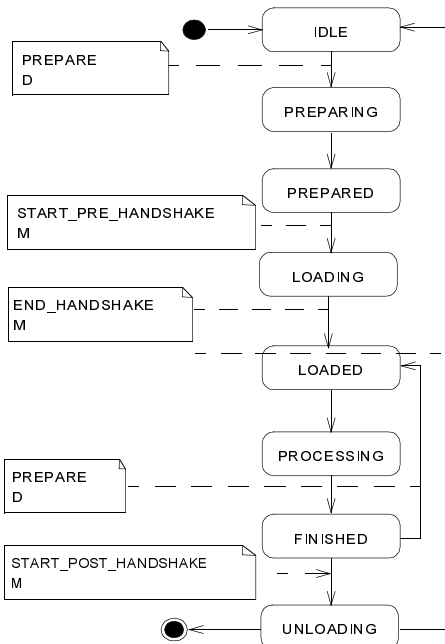 IDLE
PREPARE
D
PREPARING
PREPARED
START_PRE_HANDSHAKE
M
LOADING
END_HANDSHAKE
M
LOADED
PROCESSING
PREPARE
D
FINISHED
START_POST_HANDSHAKE
M
UNLOADING